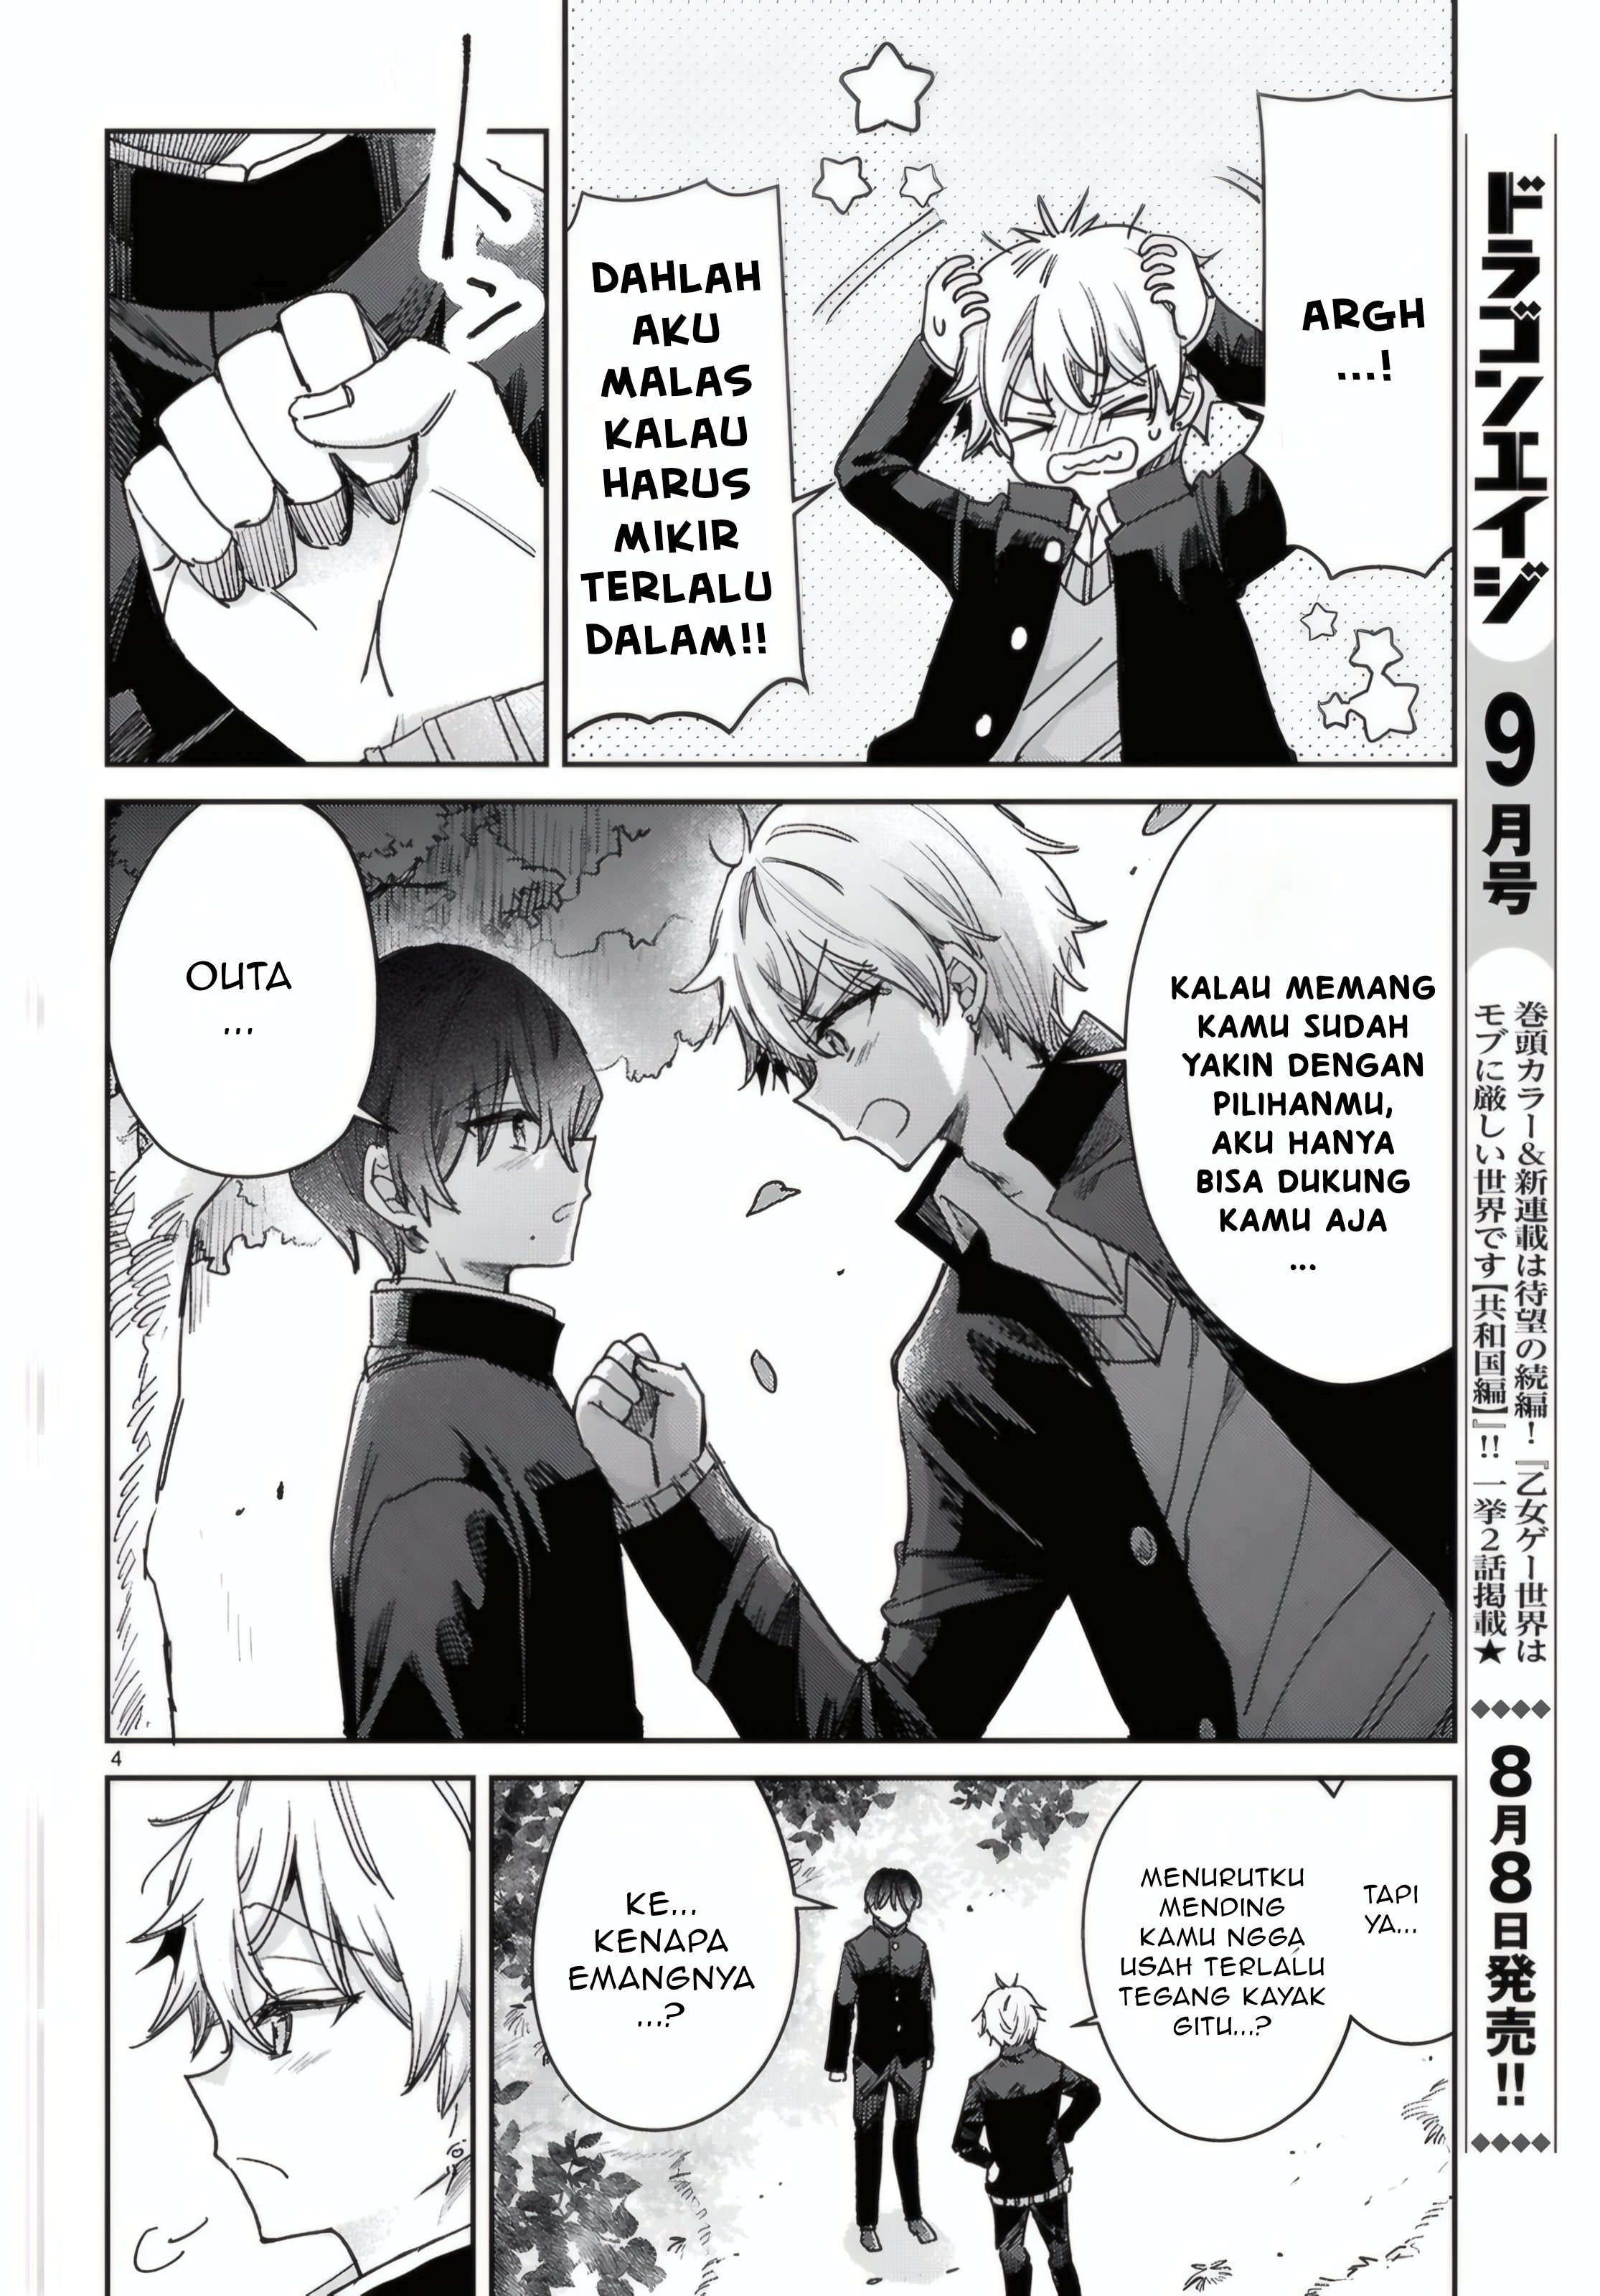 ARGH
...!
DAHLAH
AKU
MALAS
KALAU
HARUS
MIKIR
TERLALU
DALAM!!
トン
KALAU MEMANG
KAMU SUDAH
YAKIN DENGAN
PILIHANMU,
AKU HANYA
BISA DUKUNG
KAMU AJA
...
OUTA
...
4
TAPI
YA...
MENURUTKU
MENDING
KAMU NGGA
USAH TERLALU
TEGANG KAYAK
GITU...?
KE...
KENAPA
EMANGNYA
...?
ドラゴンエイジ
9月号
巻頭カラー&新連載は待望の続編!『乙女ゲー世界は
モブに厳しい世界です【共和国編】』!! 一挙2話掲載★
◆◆◆◆
8月8日発売!!
◆◆◆◆